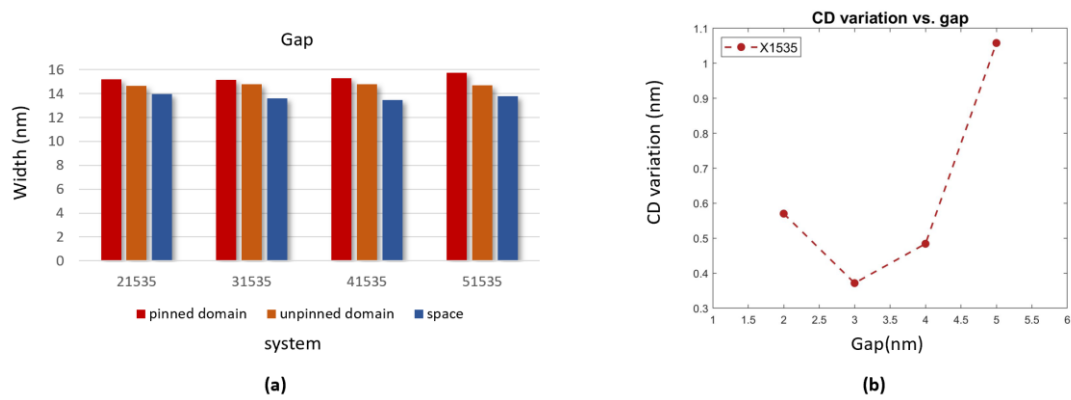 Gap
Width (nm)
16
14
12
10
8
6
4
2
0
21535 31535 41535 51535
pinned domain unpinned domain space
system
(a)
CD variation vs. gap
X1535
CD variation (nm)
1.1
1
0.9
0.8
0.7
0.6
0.5
0.4
0.3
1 1.5 2 2.5 3 3.5 4 4.5 5 5.5 6
Gap(nm)
(b)